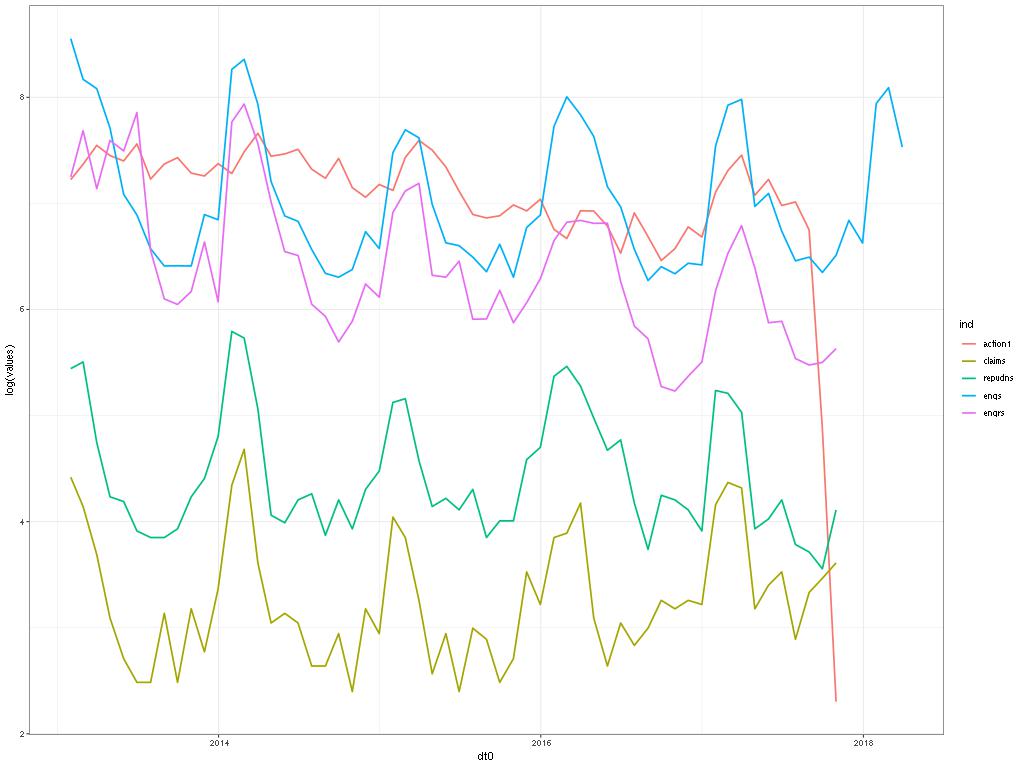 log(values)
8
6
4
2
2014
2016
2018
dt0
ind
action1
claims
repudns
enqs
enqrs